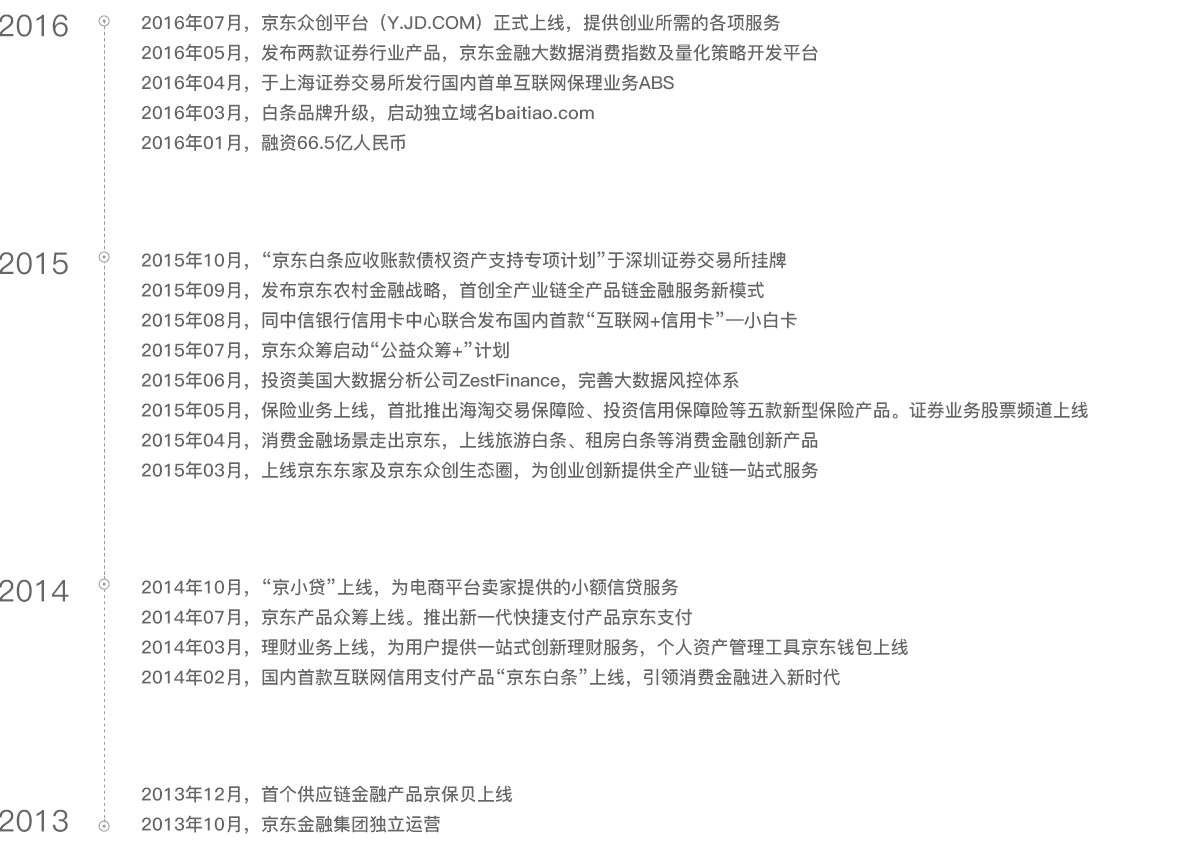 2016
2016年07月，京东众创平台（Y.JD.COM）正式上线，提供创业所需的各项服务
2016年05月，发布两款证券行业产品，京东金融大数据消费指数及量化策略开发平台
2016年04月，于上海证券交易所发行国内首单互联网保理业务ABS
2016年03月，白条品牌升级，启动独立域名baitiao.com
2016年01月，融资66.5亿人民币
2015
2015年10月，“京东白条应收账款债权资产支持专项计划”于深圳证券交易所挂牌
2015年09月，发布京东农村金融战略，首创全产业链全产品链金融服务新模式
2015年08月，同中信银行信用卡中心联合发布国内首款“互联网+信用卡”—小白卡
2015年07月，京东众筹启动“公益众筹+”计划
2015年06月，投资美国大数据分析公司ZestFinance，完善大数据风控体系
2015年05月，保险业务上线，首批推出海淘交易保障险、投资信用保障险等五款新型保险产品。证券业务股票频道上线
2015年04月，消费金融场景走出京东，上线旅游白条、租房白条等消费金融创新产品
2015年03月，上线京东东家及京东众创生态圈，为创业创新提供全产业链一站式服务
2014
2014年10月，“京小贷”上线，为电商平台卖家提供的小额信贷服务
2014年07月，京东产品众筹上线。推出新一代快捷支付产品京东支付
2014年03月，理财业务上线，为用户提供一站式创新理财服务，个人资产管理工具京东钱包上线
2014年02月，国内首款互联网信用支付产品“京东白条”上线，引领消费金融进入新时代
2013年12月，首个供应链金融产品京保贝上线
2013
2013年10月，京东金融集团独立运营